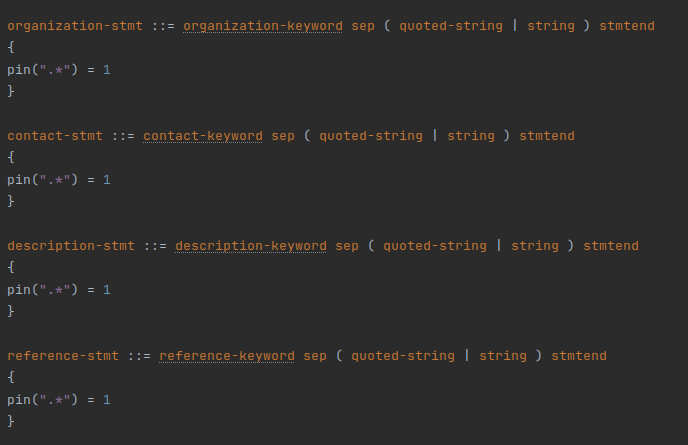 organization-stmt ::= organization-keyword sep ( quoted-string | string ) stmtend
{
pin(".*") = 1
}
contact-stmt ::= contact-keyword sep ( quoted-string | string ) stmtend
{
pin(".*") = 1
}
description-stmt ::= description-keyword sep ( quoted-string | string ) stmtend
{
pin(".*") = 1
}
reference-stmt ::= reference-keyword sep ( quoted-string | string ) stmtend
{
pin(".*") = 1
}